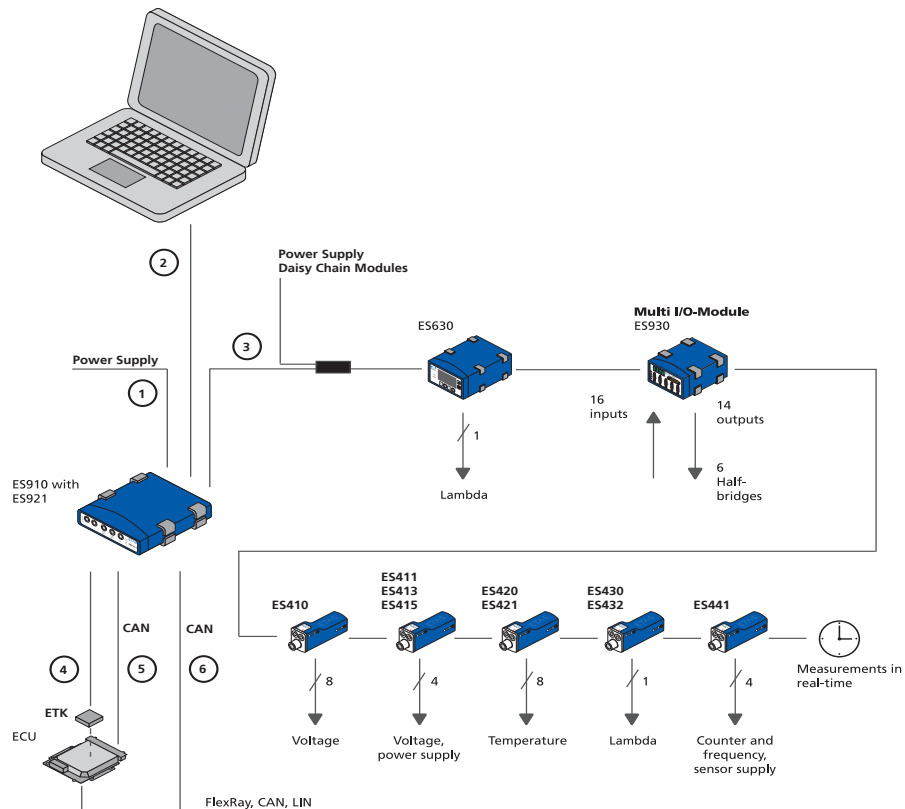 2
Power Supply
Daisy Chain Modules
ES630
Multi I/O-Module
ES930
3
Power Supply
1
16
inputs
14
outputs
1
6
Half-
bridges
Lambda
ES910 with
ES921
ES410
ES411
ES413
ES415
ES420
ES421
ES430
ES432
ES441
CAN
CAN
4
5
6
8
4
8
1
4
Measurements in
real-time
ETK
ECU
Voltage
Voltage,
power supply
Temperature
Lambda
Counter and
frequency,
sensor supply
FlexRay, CAN, LIN